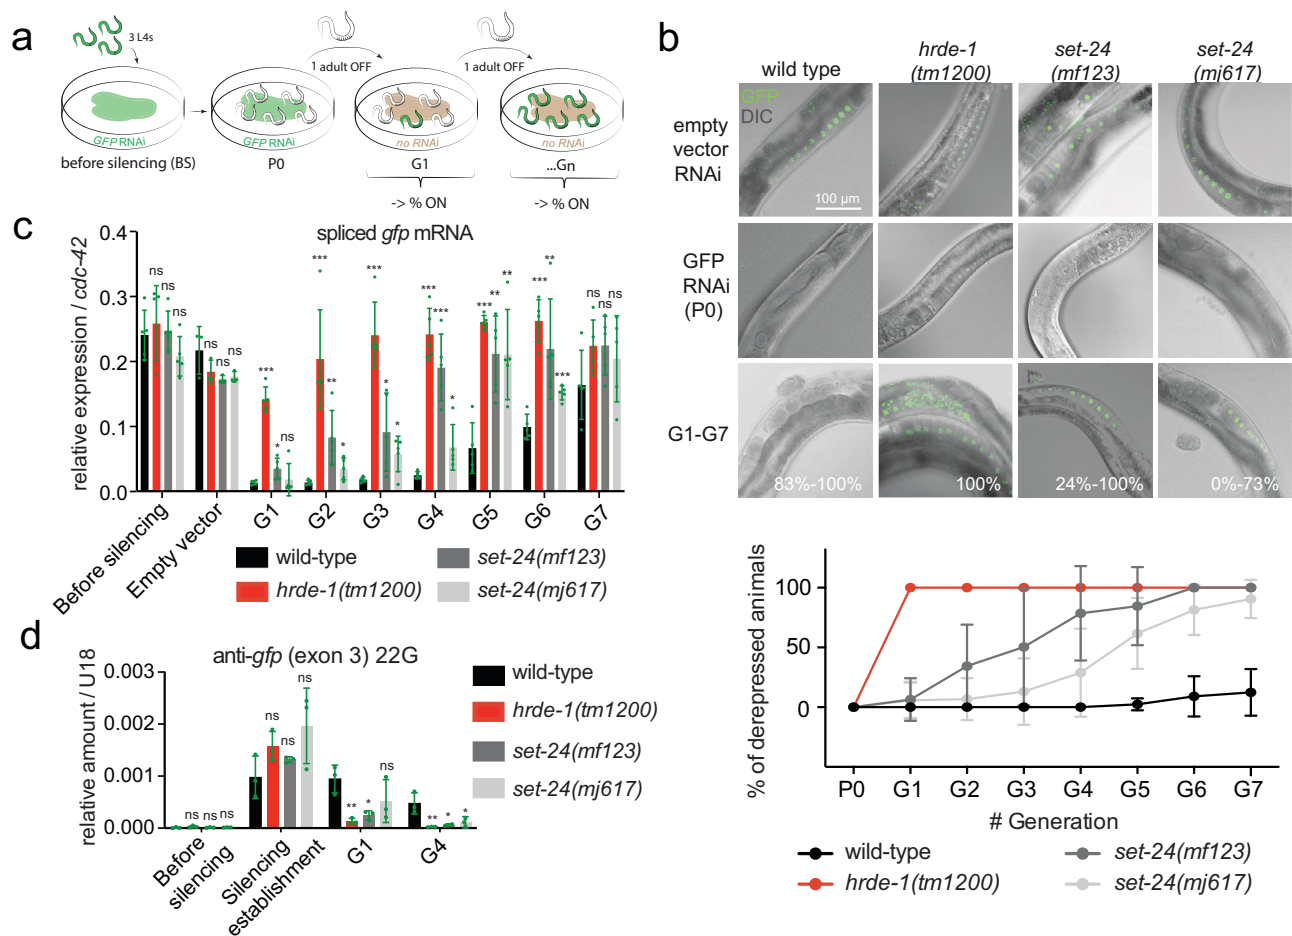 a
3 L4s
1 adult OFF
1 adult OFF
GFP RNAi
GFP RNAi
no RNAi
no RNAi
before silencing (BS)
P0
G1
...Gn
-> % ON
-> % ON
b
wild type
hrde-1
(tm1200)
set-24
(mf123)
set-24
(mj617)
GFP
DIC
empty
vector
RNAi
100 µm
GFP
RNAi
(P0)
G1-G7
83%-100%
100%
24%-100%
0%-73%
% of derepressed animals
100
50
0
P0 G1 G2 G3 G4 G5 G6 G7
# Generation
wild-type
hrde-1(tm1200)
set-24(mf123)
set-24(mj617)
c
spliced gfp mRNA
relative expression / cdc-42
0.4
0.3
0.2
0.1
0.0
ns ns ns
ns ns ns
*** * ns
*** ** *
*** * *
*** *** *
*** ** **
*** ** ***
ns ns ns
Before silencing
Empty vector
G1 G2 G3 G4 G5 G6 G7
wild-type
hrde-1(tm1200)
set-24(mf123)
set-24(mj617)
d
anti-gfp (exon 3) 22G
relative amount / U18
0.003
0.002
0.001
0.000
ns ns ns
ns ns ns
** * ns
** * *
Before
silencing
Silencing
establishment
G1
G4
wild-type
hrde-1(tm1200)
set-24(mf123)
set-24(mj617)